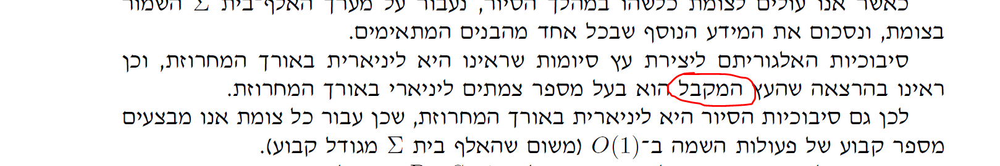 כאשר אנו עולים לצומת כלשהו במהלך הסיור, נעבור על מערך האלף־בית Σ השמור
בצומת, ונסכום את המידע הנוסף שבכל אחד מהבנים המתאימים.
סיבוכיות האלגוריתם ליצירת עץ סיומות שראינו היא ליניארית באורך המחרוזת, וכן
ראינו בהרצאה שהעץ המקבל הוא בעל מספר צמתים ליניארי באורך המחרוזת.
לכן גם סיבוכיות הסיור היא ליניארית באורך המחרוזת, שכן עבור כל צומת אנו מבצעים
מספר קבוע של פעולות השמה ב־O(1) (משום שהאלף בית Σ מגודל קבוע).